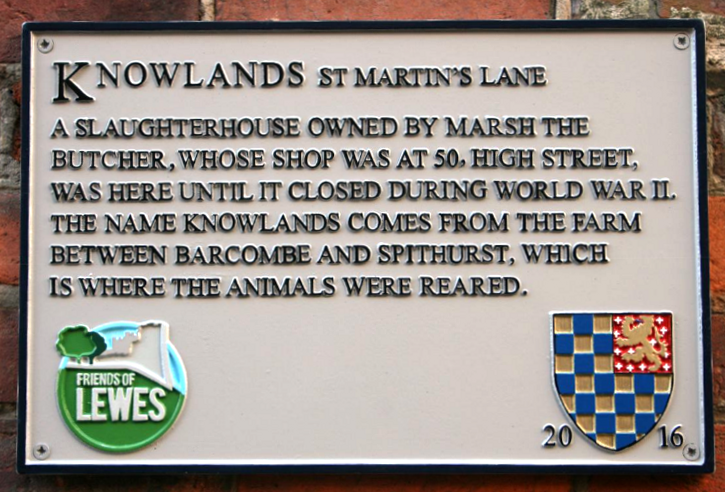 KNOWLANDS ST MARTIN'S LANE
A SLAUGHTERHOUSE OWNED BY MARSH THE
BUTCHER, WHOSE SHOP WAS AT 50, HIGH STREET,
WAS HERE UNTIL IT CLOSED DURING WORLD WAR II.
THE NAME KNOWLANDS COMES FROM THE FARM
BETWEEN BARCOMBE AND SPITHURST, WHICH
IS WHERE THE ANIMALS WERE REARED.
FRIENDS OF
LEWES
20 16